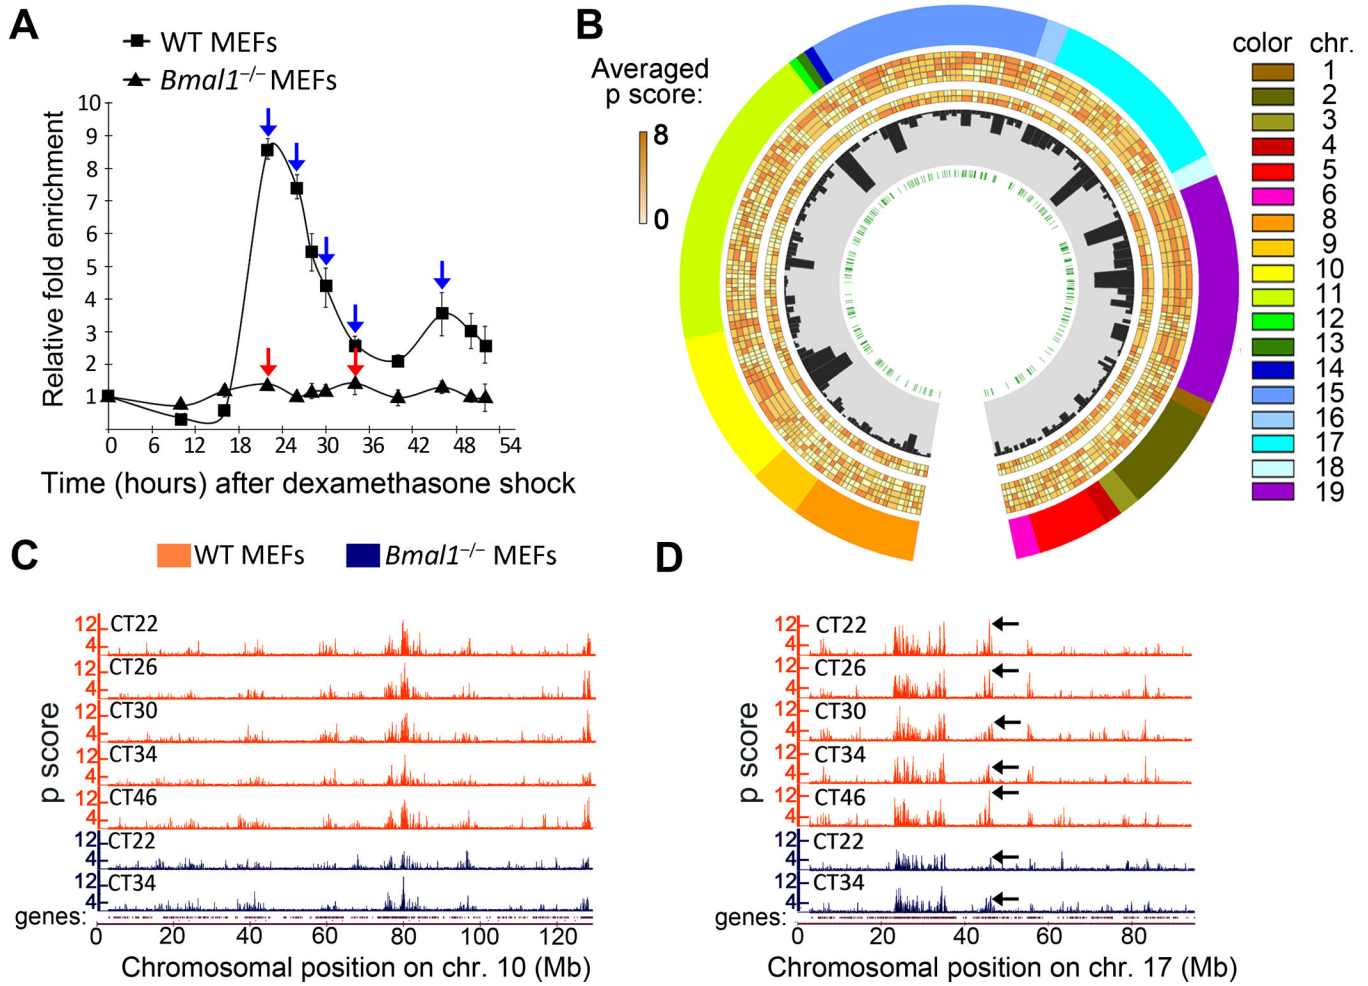 A
WT MEFs
Bmal1–/– MEFs
Relative fold enrichment
10
9
8
7
6
5
4
3
2
1
0 6 12 18 24 30 36 42 48 54
Time (hours) after dexamethasone shock
B
Averaged
p score:
8
0
color chr.
1
2
3
4
5
6
8
9
10
11
12
13
14
15
16
17
18
19
C
WT MEFs Bmal1–/– MEFs
p score
12 CT22
4
12 CT26
4
12 CT30
4
12 CT34
4
12 CT46
4
12 CT22
4
12 CT34
4
genes:
0 20 40 60 80 100 120
Chromosomal position on chr. 10 (Mb)
D
p score
12 CT22
4
12 CT26
4
12 CT30
4
12 CT34
4
12 CT46
4
12 CT22
4
12 CT34
4
genes:
0 20 40 60 80
Chromosomal position on chr. 17 (Mb)